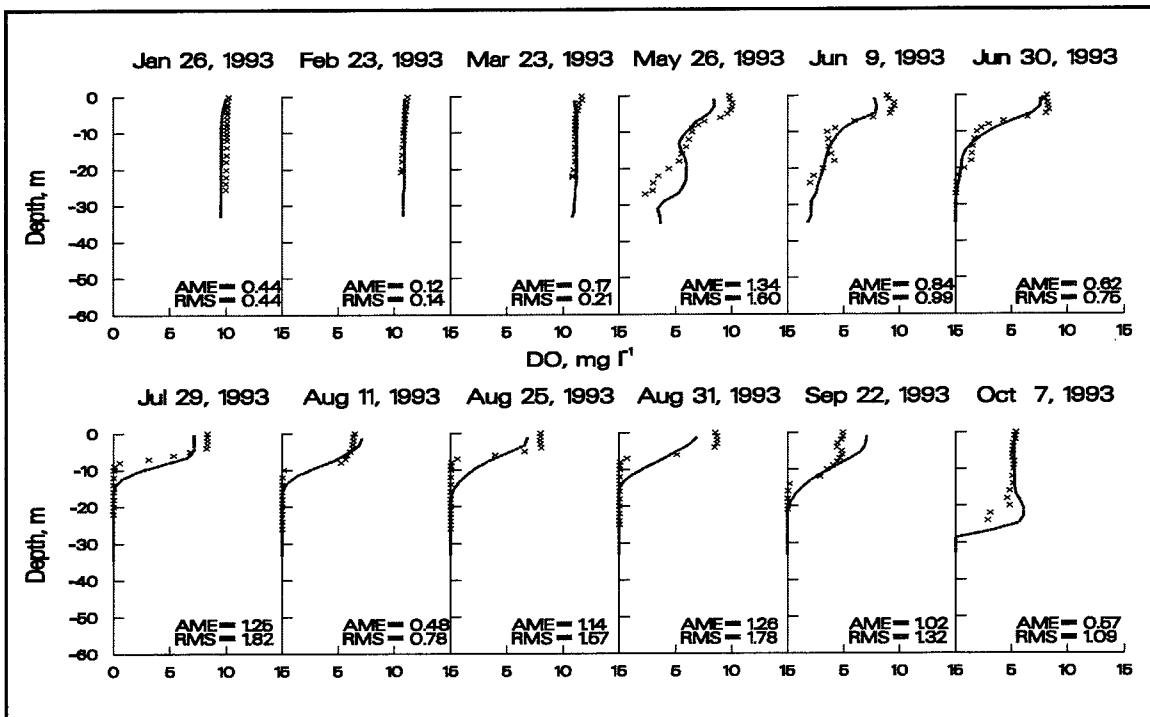 Jan 26, 1993 Feb 23, 1993 Mar 23, 1993 May 26, 1993 Jun 9, 1993 Jun 30, 1993
0
-10
-20
-30
-40
-50
-60
Depth, m
AME= 0.44 AME= 0.12 AME= 0.17 AME= 1.34 AME= 0.84 AME= 0.62
RMS= 0.44 RMS= 0.14 RMS= 0.21 RMS= 1.60 RMS= 0.99 RMS= 0.75
0 5 10 15 5 10 15 5 10 15 5 10 15 5 10 15 5 10 15
DO, mg l¹
Jul 29, 1993 Aug 11, 1993 Aug 25, 1993 Aug 31, 1993 Sep 22, 1993 Oct 7, 1993
0
-10
-20
-30
-40
-50
-60
Depth, m
AME= 1.25 AME= 0.48 AME= 1.14 AME= 1.26 AME= 1.02 AME= 0.57
RMS= 1.82 RMS= 0.78 RMS= 1.57 RMS= 1.78 RMS= 1.32 RMS= 1.09
0 5 10 15 5 10 15 5 10 15 5 10 15 5 10 15 5 10 15